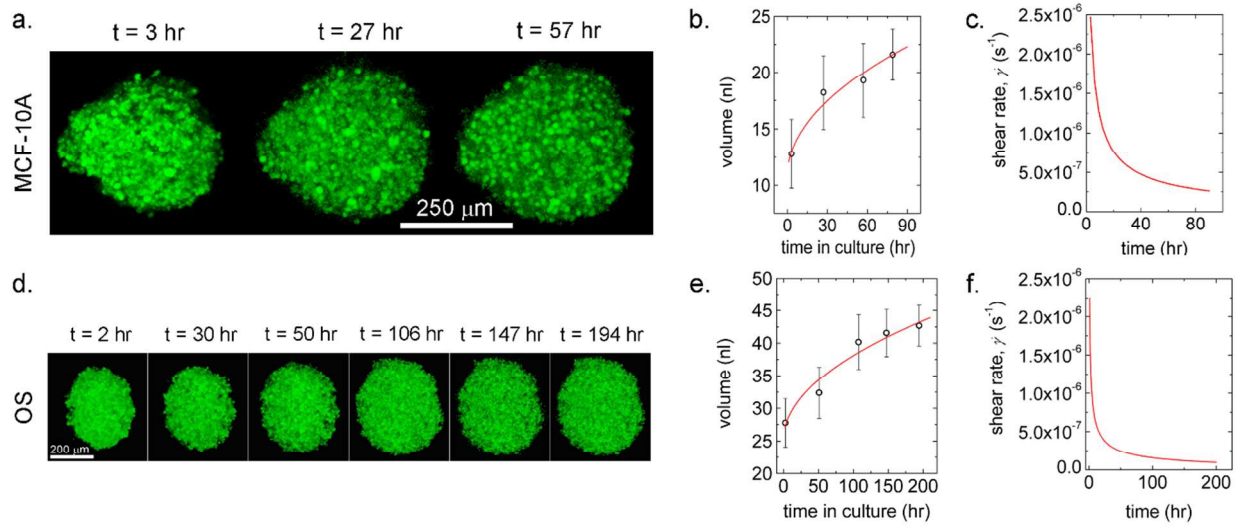 a.
t = 3 hr
t = 27 hr
t = 57 hr
MCF-10A
250 μm
b.
volume (nl)
25
20
15
10
0 30 60 90
time in culture (hr)
c.
shear rate, γ̇ (s⁻¹)
2.5x10⁻⁶
2.0x10⁻⁶
1.5x10⁻⁶
1.0x10⁻⁶
5.0x10⁻⁷
0.0
0 40 80
time (hr)
d.
t = 2 hr
t = 30 hr
t = 50 hr
t = 106 hr
t = 147 hr
t = 194 hr
OS
200 μm
e.
volume (nl)
50
45
40
35
30
25
20
0 50 100 150 200
time in culture (hr)
f.
shear rate, γ̇ (s⁻¹)
2.5x10⁻⁶
2.0x10⁻⁶
1.5x10⁻⁶
1.0x10⁻⁶
5.0x10⁻⁷
0.0
0 100 200
time (hr)